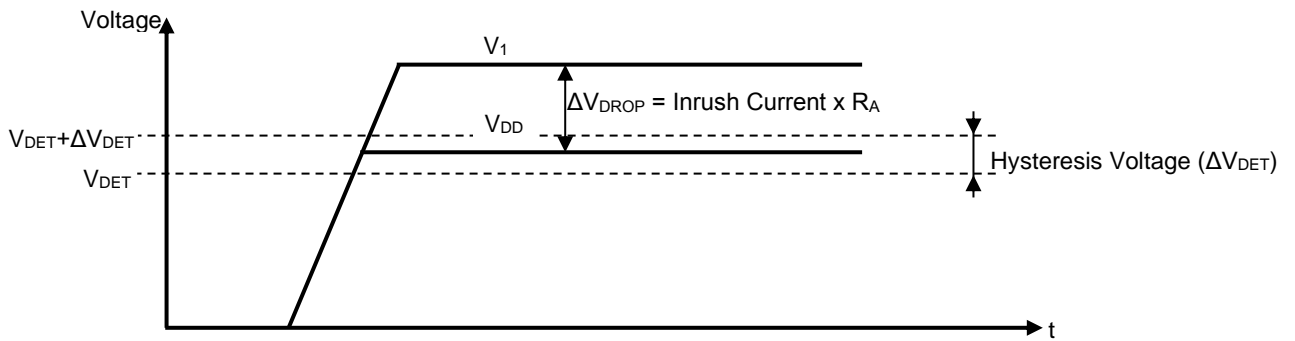 Voltage
V1
ΔVDROP = Inrush Current x RA
VDD
VDET+ΔVDET
Hysteresis Voltage (ΔVDET)
VDET
t